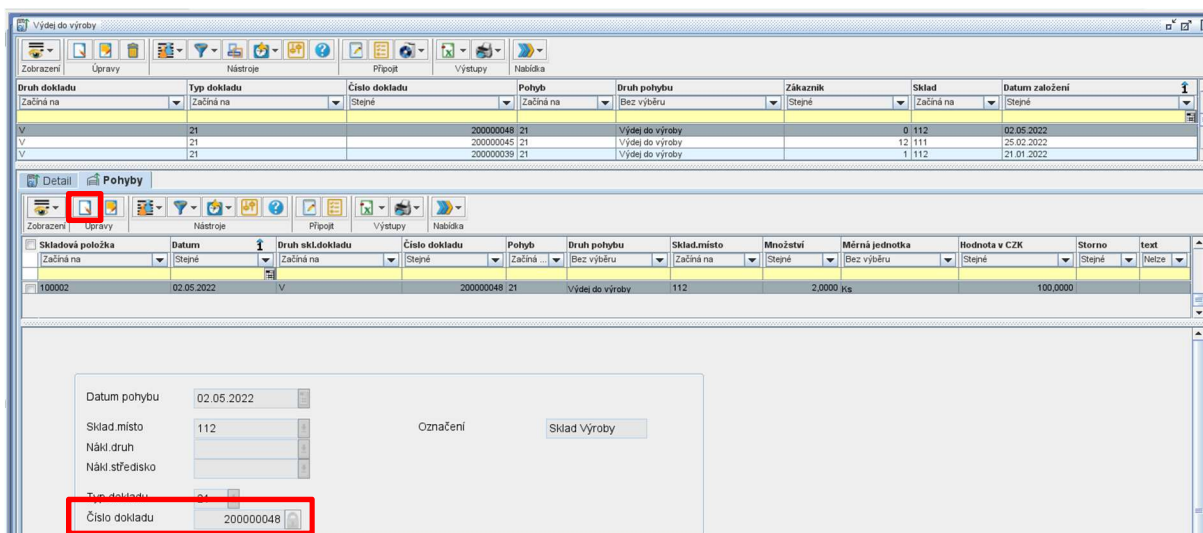 Výdej do výroby
Zobrazení Úpravy Nástroje Připojit Výstupy Nabídka
Druh dokladu Typ dokladu Číslo dokladu Pohyb Druh pohybu Zákazník Sklad Datum založení 1
Začíná na Začíná na Stejné Začíná na Bez výběru Stejné Začíná na Stejné
V 21 200000048 21 Výdej do výroby 0 112 02.05.2022
V 21 200000045 21 Výdej do výroby 12 111 25.02.2022
V 21 200000039 21 Výdej do výroby 1 112 21.01.2022
Detail Pohyby
Zobrazení Úpravy Nástroje Připojit Výstupy Nabídka
Skladová položka Datum 1 Druh skl.dokladu Číslo dokladu Pohyb Druh pohybu Sklad.místo Množství Měrná jednotka Hodnota v CZK Storno text
Začíná na Stejné Začíná na Stejné Začíná ... Bez výběru Začíná na Stejné Bez výběru Stejné Stejné Nelze
100002 02.05.2022 V 200000048 21 Výdej do výroby 112 2,0000 Ks 100,0000
Datum pohybu 02.05.2022
Sklad.místo 112 Označení Sklad Výroby
Nákl.druh
Nákl.středisko
Typ dokladu 21
Číslo dokladu 200000048